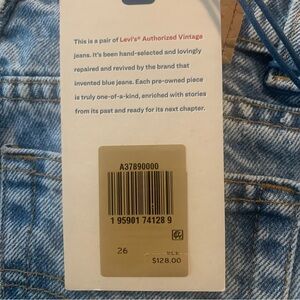 This is a pair of Levi's® Authorized Vintage
jeans. It's been hand-selected and lovingly
repaired and revived by the brand that
invented blue jeans. Each pre-owned piece
is truly one-of-a-kind, enriched with stories
from its past and ready for its next chapter.
A37890000
1 95901 74128 9
26
$128.00